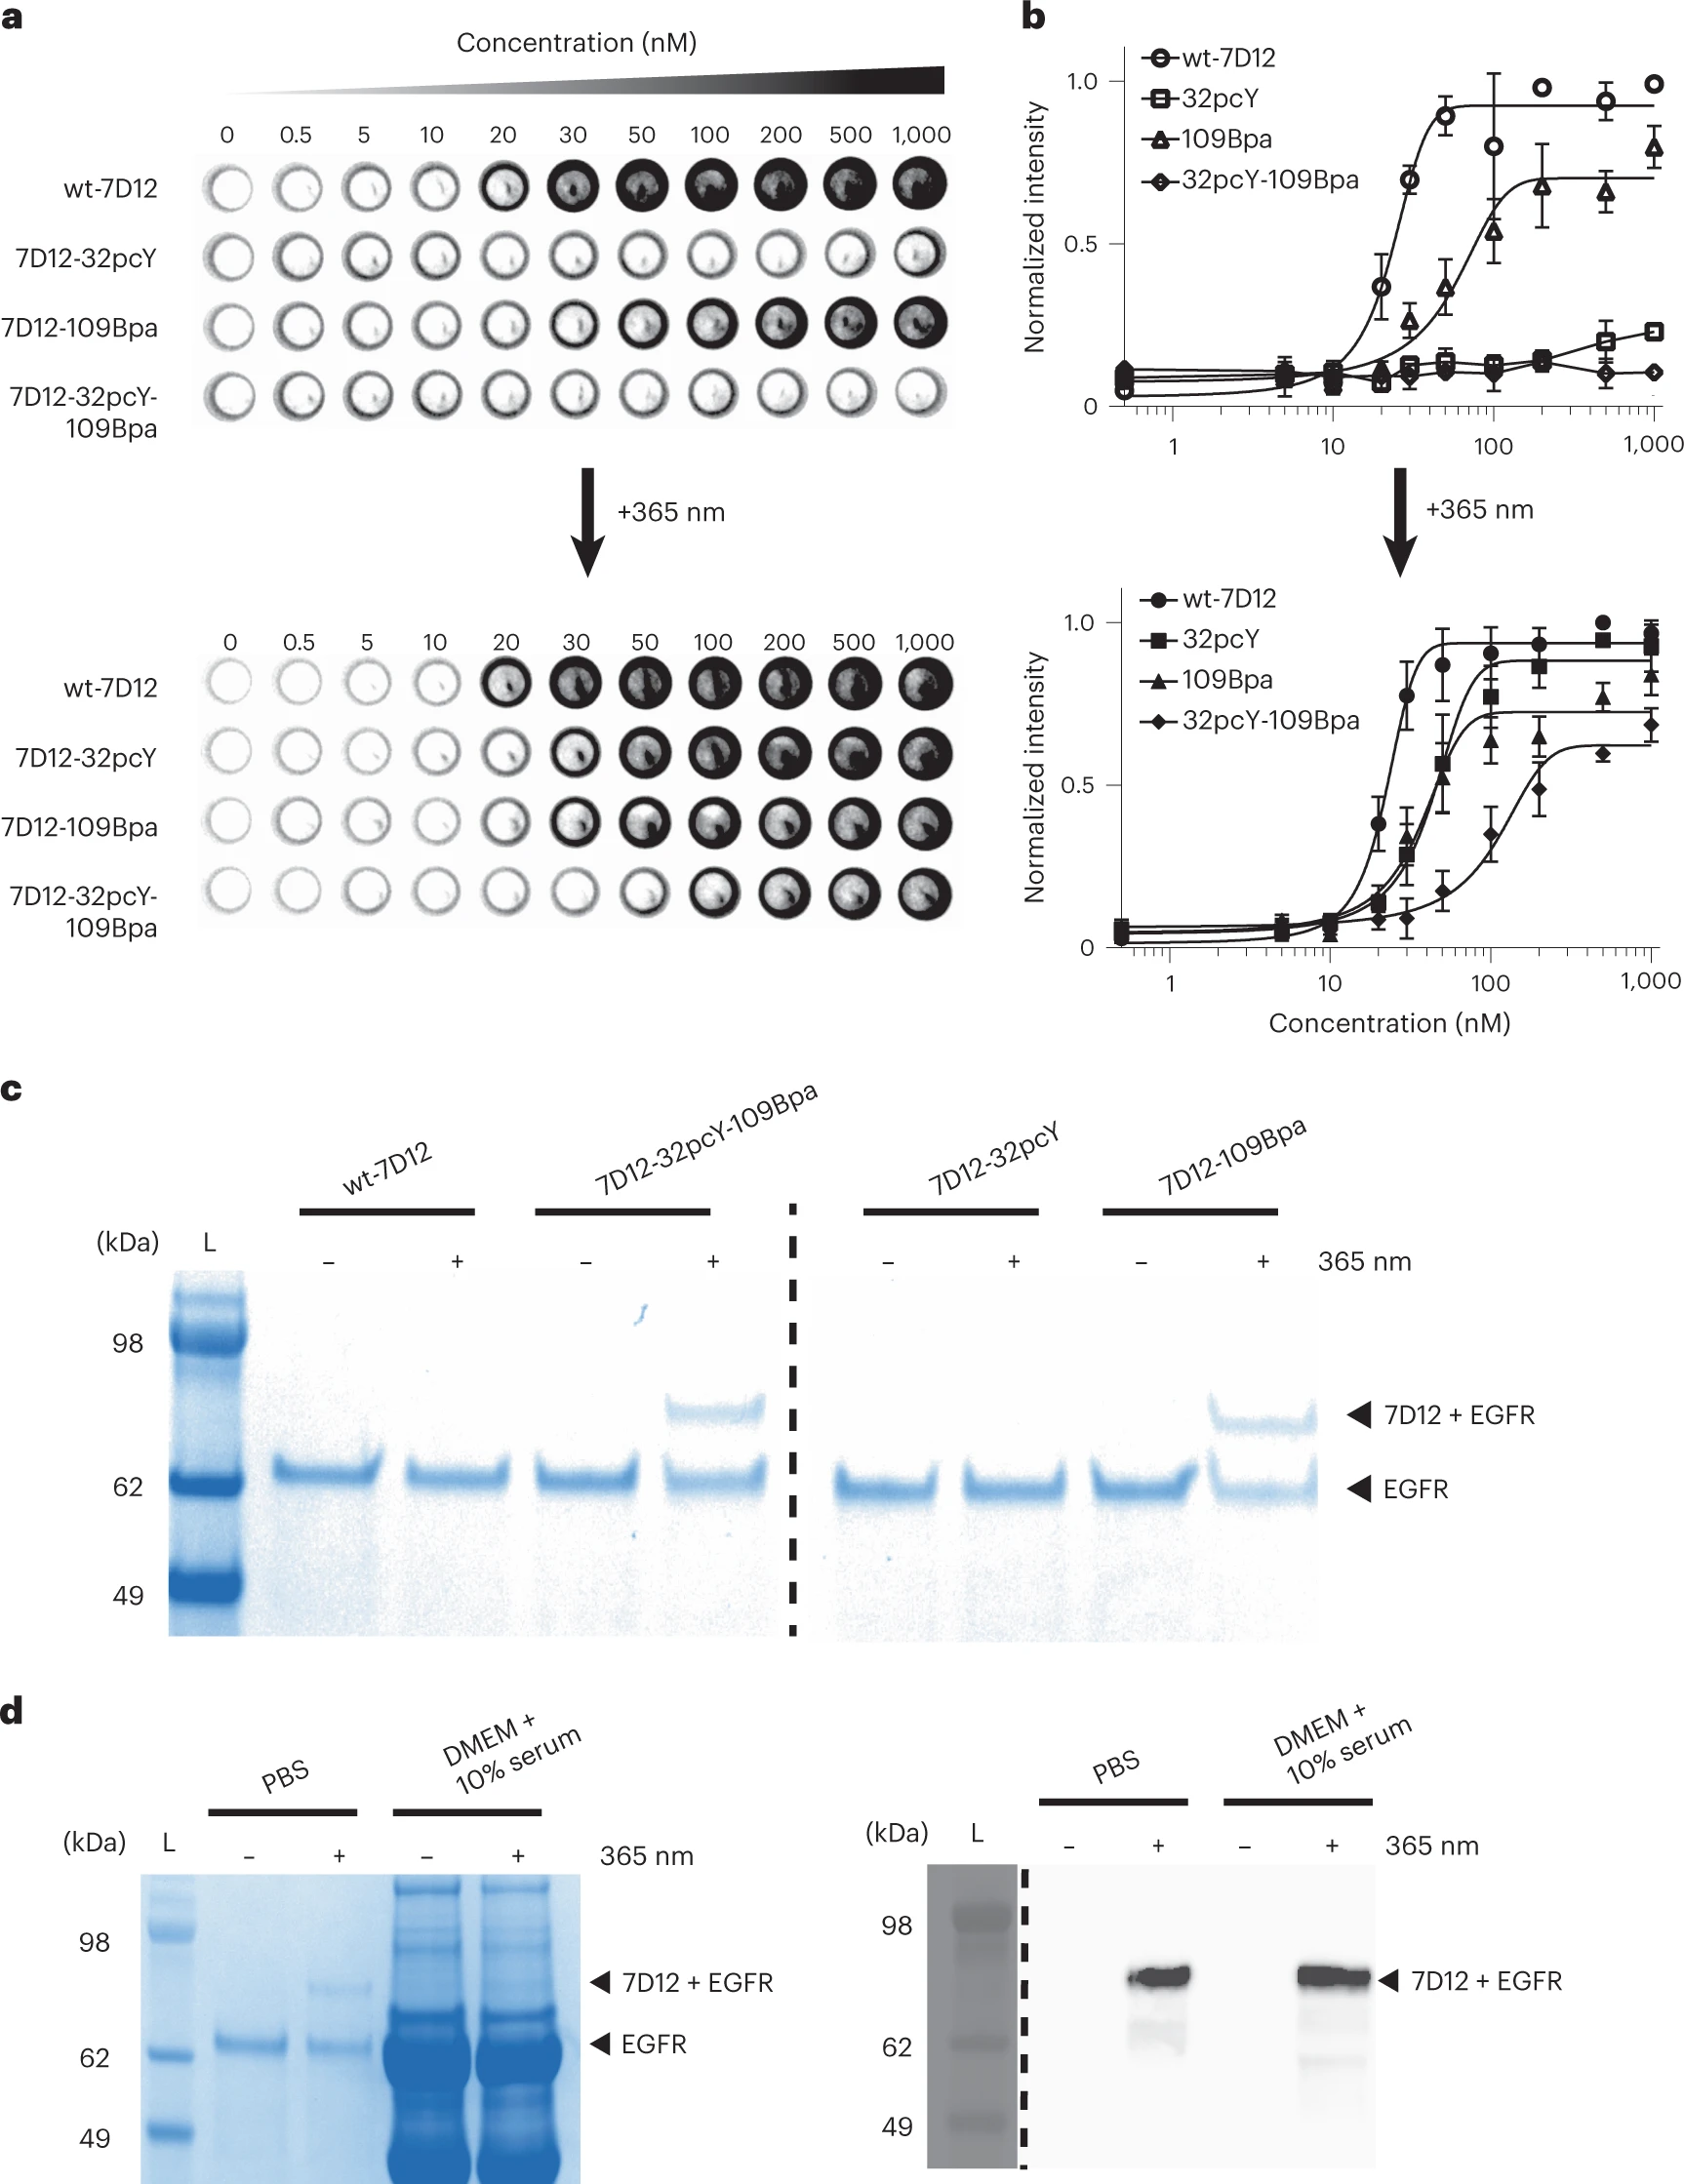 a
Concentration (nM)
0 0.5 5 10 20 30 50 100 200 500 1,000
wt-7D12
7D12-32pcY
7D12-109Bpa
7D12-32pcY-
109Bpa
+365 nm
0 0.5 5 10 20 30 50 100 200 500 1,000
wt-7D12
7D12-32pcY
7D12-109Bpa
7D12-32pcY-
109Bpa
b
Normalized intensity
1.0
0.5
0
wt-7D12
32pcY
109Bpa
32pcY-109Bpa
1 10 100 1,000
+365 nm
Normalized intensity
1.0
0.5
0
wt-7D12
32pcY
109Bpa
32pcY-109Bpa
1 10 100 1,000
Concentration (nM)
c
wt-7D12
7D12-32pcY-109Bpa
7D12-32pcY
7D12-109Bpa
(kDa) L – + – + – + – + 365 nm
98
62
49
7D12 + EGFR
EGFR
d
PBS
DMEM +
10% serum
(kDa) L – + – + 365 nm
98
62
49
7D12 + EGFR
EGFR
PBS
DMEM +
10% serum
(kDa) L – + – + 365 nm
98
62
49
7D12 + EGFR